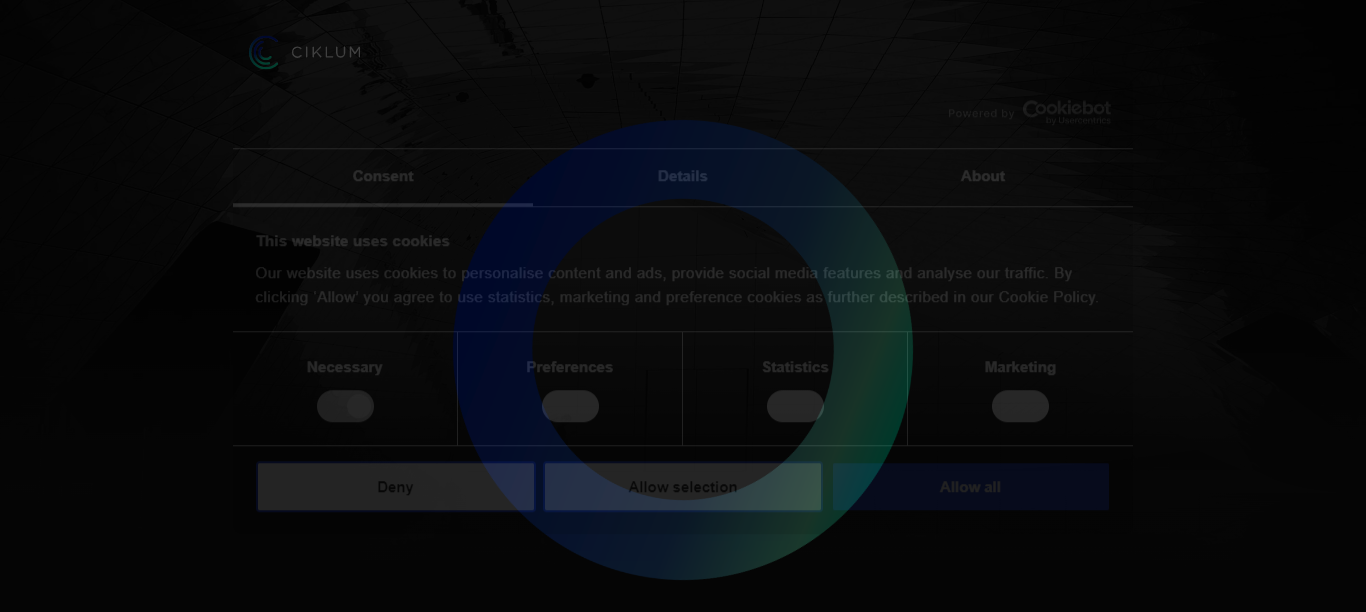 CIKLUM
Powered by Cookiebot
by Usercentrics
Consent Details About
This website uses cookies
Our website uses cookies to personalise content and ads, provide social media features and analyse our traffic. By
clicking 'Allow' you agree to use statistics, marketing and preference cookies as further described in our Cookie Policy.
Necessary Preferences Statistics Marketing
Deny Allow selection Allow all